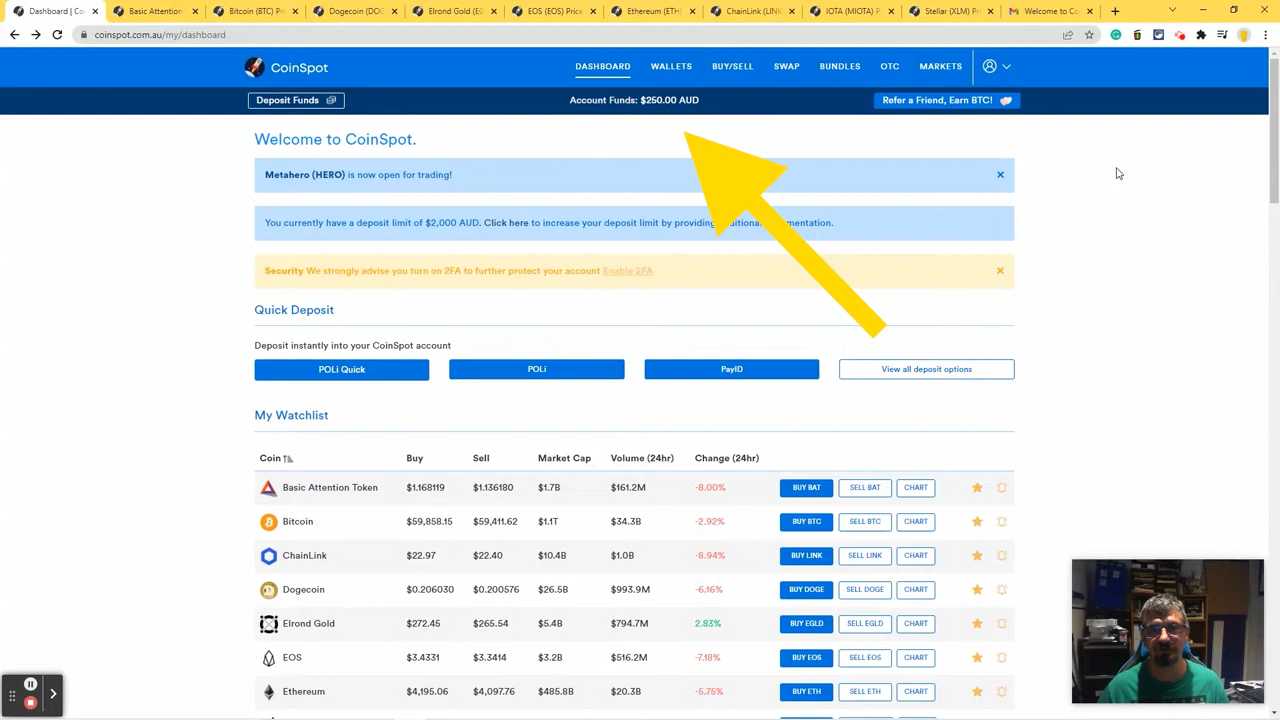 Dashboard | Co
Basic Attention
Bitcoin (BTC) Pr
Dogecoin (DOG
Elrond Gold (EG
EOS (EOS) Price
Ethereum (ETH)
ChainLink (LINK
IOTA (MIOTA) P
Stellar (XLM) Pr
Welcome to Co
coinspot.com.au/my/dashboard
CoinSpot
DASHBOARD
WALLETS
BUY/SELL
SWAP
BUNDLES
OTC
MARKETS
Deposit Funds
Account Funds: $250.00 AUD
Refer a Friend, Earn BTC!
Welcome to CoinSpot.
Metahero (HERO) is now open for trading!
You currently have a deposit limit of $2,000 AUD. Click here to increase your deposit limit by providing ditional mentation.
Security We strongly advise you turn on 2FA to further protect your account Enable 2FA
Quick Deposit
Deposit instantly into your CoinSpot account
POLi Quick
POLi
PayID
View all deposit options
My Watchlist
Coin Buy Sell Market Cap Volume (24hr) Change (24hr)
Basic Attention Token $1.168119 $1.136180 $1.7B $161.2M -8.00% BUY BAT SELL BAT CHART
Bitcoin $59,858.15 $59,411.62 $1.1T $34.3B -2.92% BUY BTC SELL BTC CHART
ChainLink $22.97 $22.40 $10.4B $1.0B -8.94% BUY LINK SELL LINK CHART
Dogecoin $0.206030 $0.200576 $26.5B $993.9M -6.16% BUY DOGE SELL DOGE CHART
Elrond Gold $272.45 $265.54 $5.4B $794.7M 2.83% BUY EGLD SELL EGLD CHART
EOS $3.4331 $3.3414 $3.2B $516.2M -7.18% BUY EOS SELL EOS CHART
Ethereum $4,195.06 $4,097.76 $485.8B $20.3B -5.75% BUY ETH SELL ETH CHART